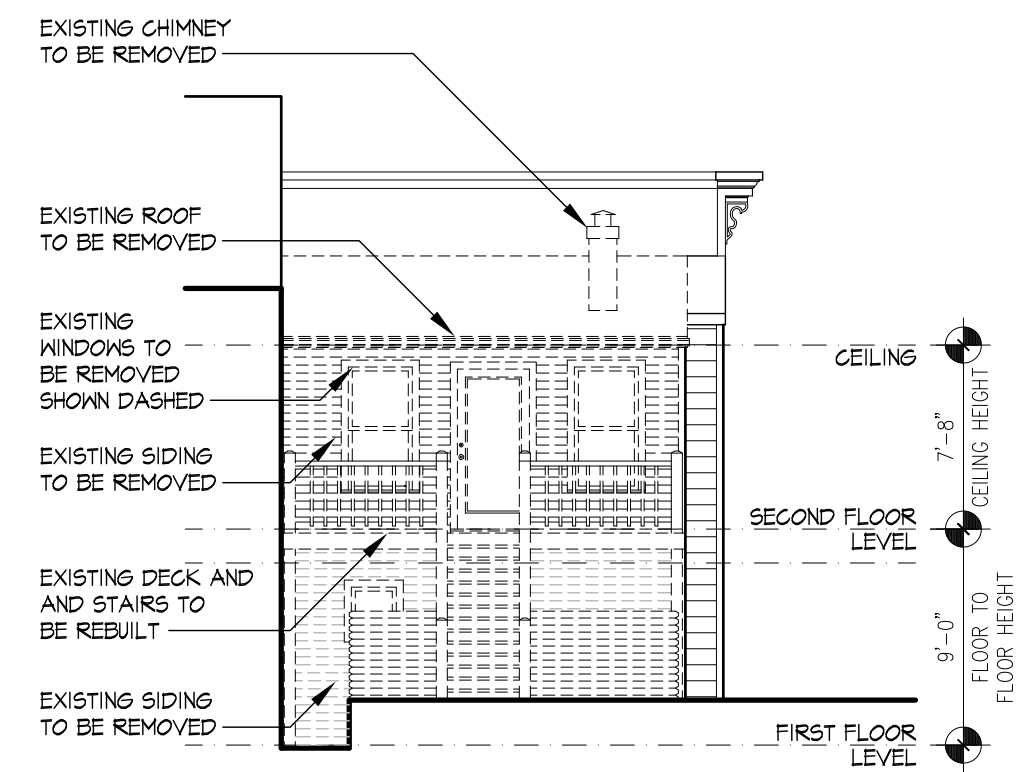 EXISTING CHIMNEY
TO BE REMOVED
EXISTING ROOF
TO BE REMOVED
EXISTING
WINDOWS TO
BE REMOVED
SHOWN DASHED
EXISTING SIDING
TO BE REMOVED
EXISTING DECK AND
AND STAIRS TO
BE REBUILT
EXISTING SIDING
TO BE REMOVED
CEILING
7'-8"
CEILING HEIGHT
SECOND FLOOR
LEVEL
9'-0"
FLOOR TO
FLOOR HEIGHT
FIRST FLOOR
LEVEL